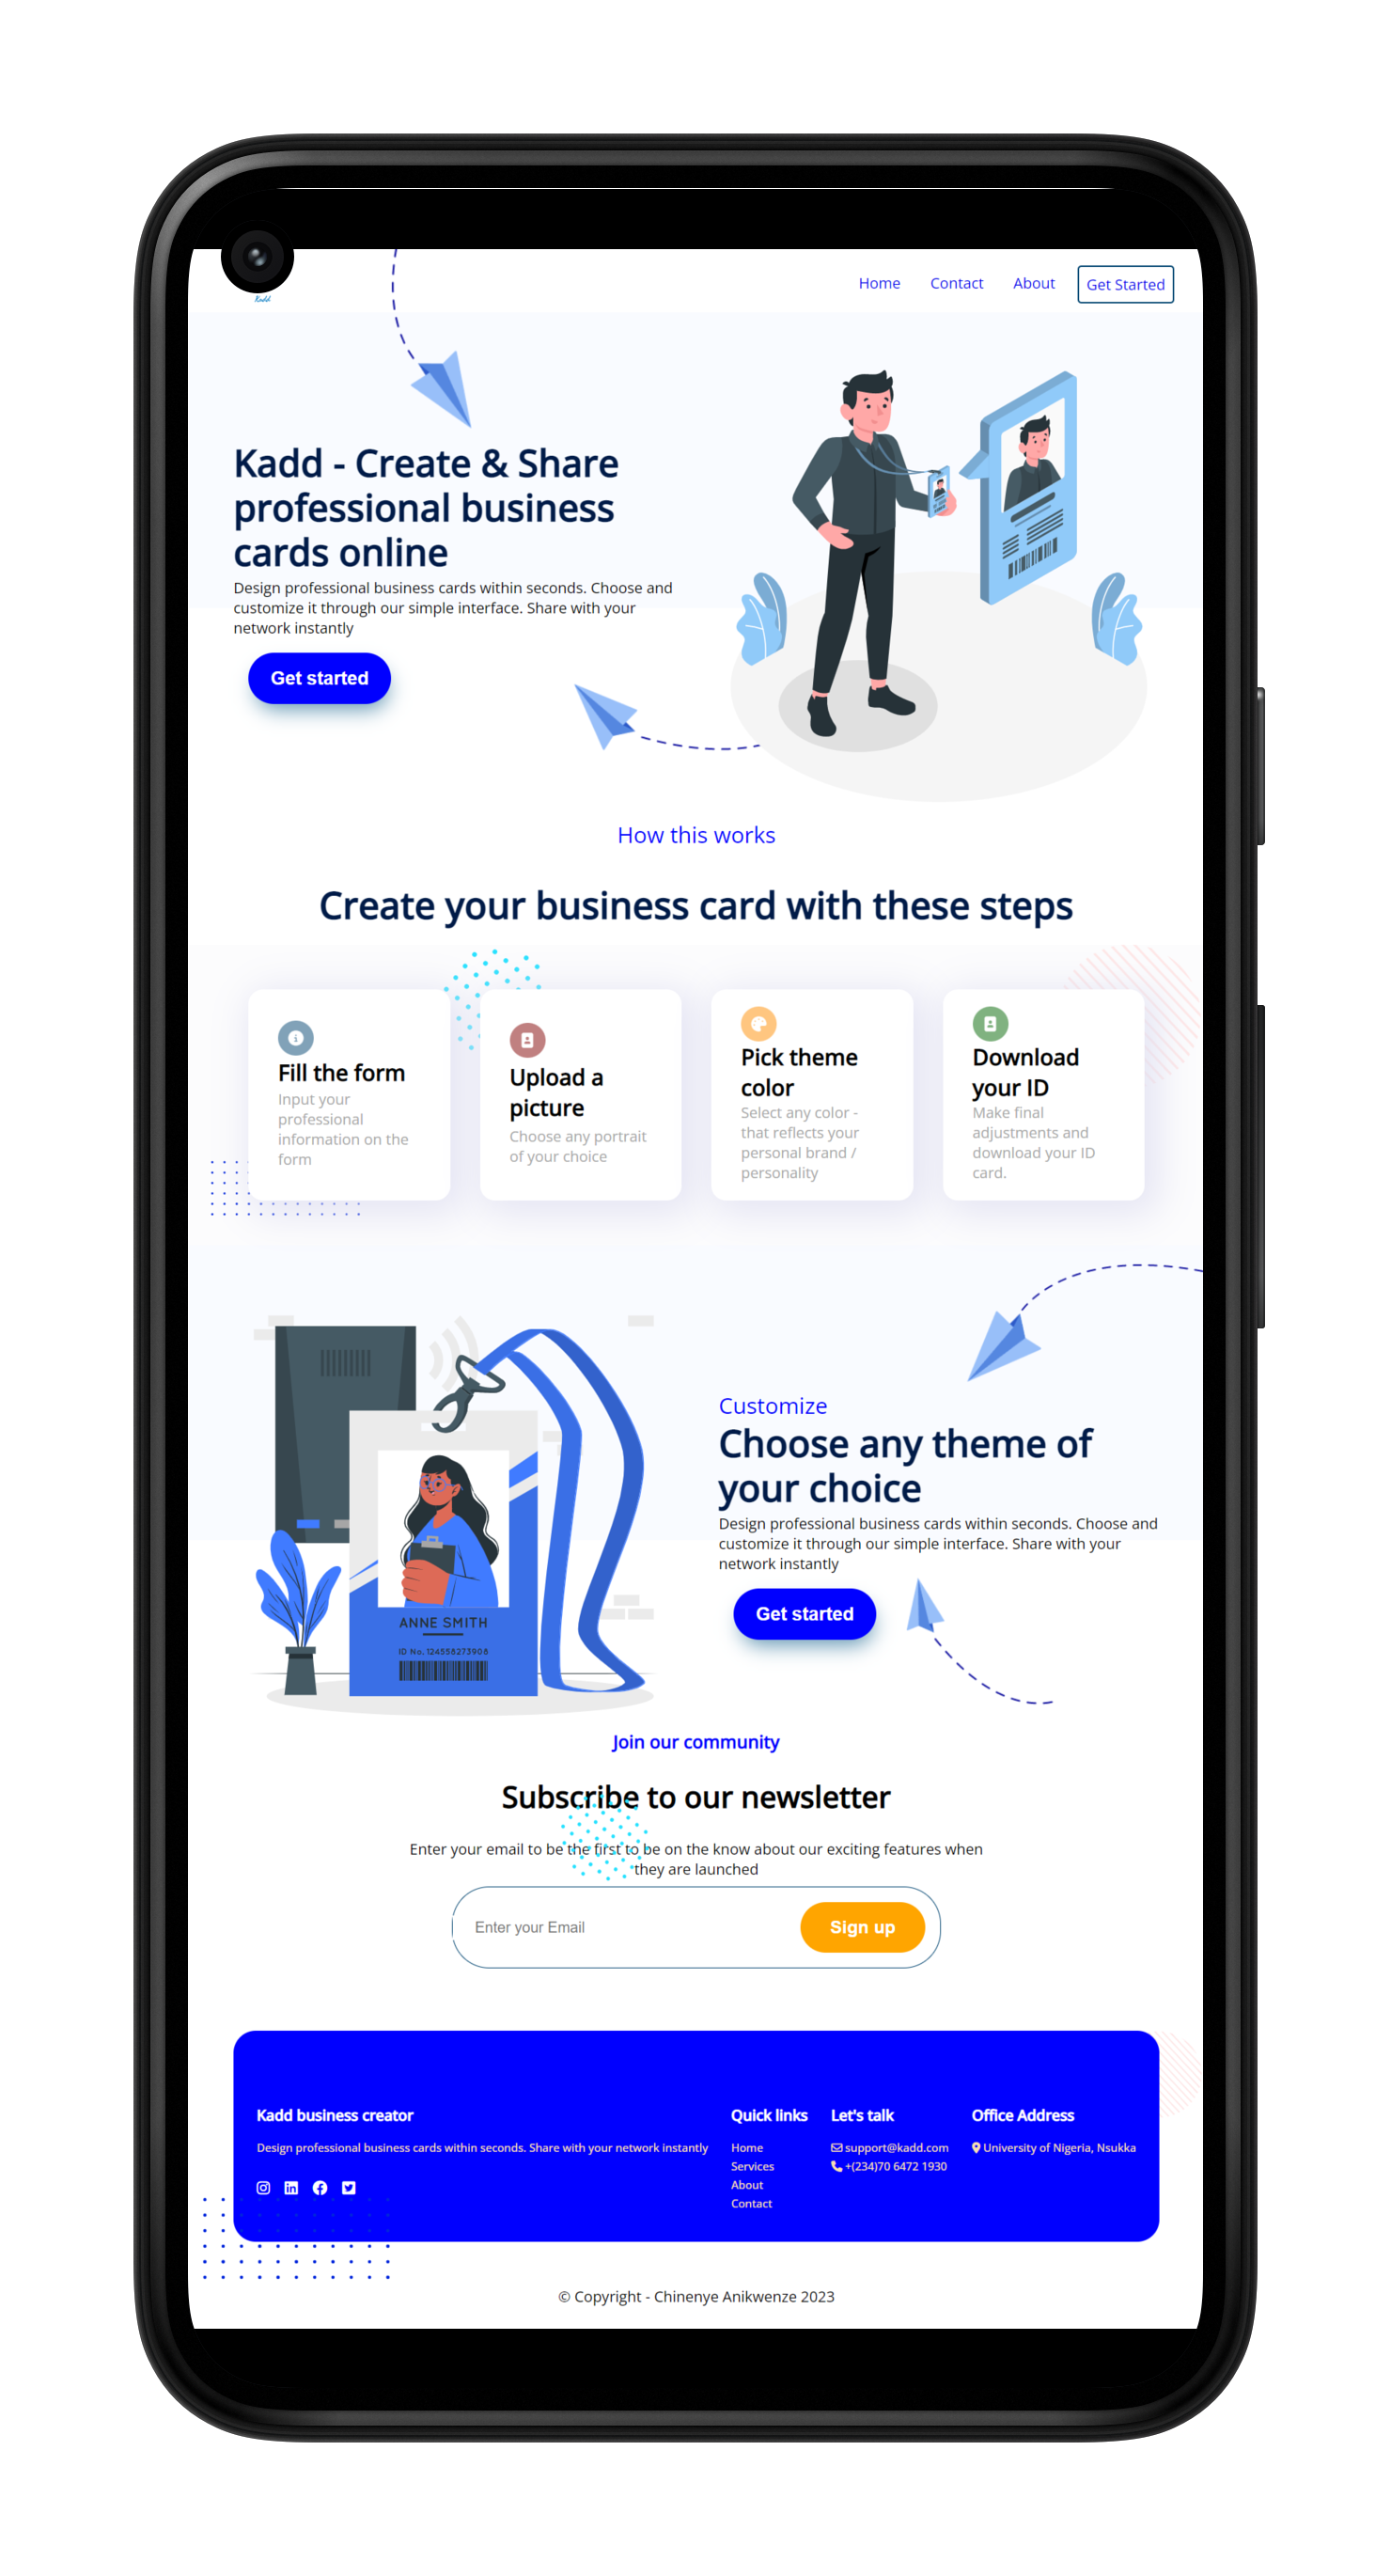 Kadd
Home Contact About Get Started
Kadd - Create & Share
professional business
cards online
Design professional business cards within seconds. Choose and
customize it through our simple interface. Share with your
network instantly
Get started
How this works
Create your business card with these steps
Fill the form
Input your
professional
information on the
form
Upload a
picture
Choose any portrait
of your choice
Pick theme
color
Select any color -
that reflects your
personal brand /
personality
Download
your ID
Make final
adjustments and
download your ID
card.
ANNE SMITH
ID No. 124558273908
Customize
Choose any theme of
your choice
Design professional business cards within seconds. Choose and
customize it through our simple interface. Share with your
network instantly
Get started
Join our community
Subscribe to our newsletter
Enter your email to be the first to be on the know about our exciting features when
they are launched
Enter your Email
Sign up
Kadd business creator
Design professional business cards within seconds. Share with your network instantly
Quick links
Home
Services
About
Contact
Let's talk
support@kadd.com
+(234)70 6472 1930
Office Address
University of Nigeria, Nsukka
© Copyright - Chinenye Anikwenze 2023